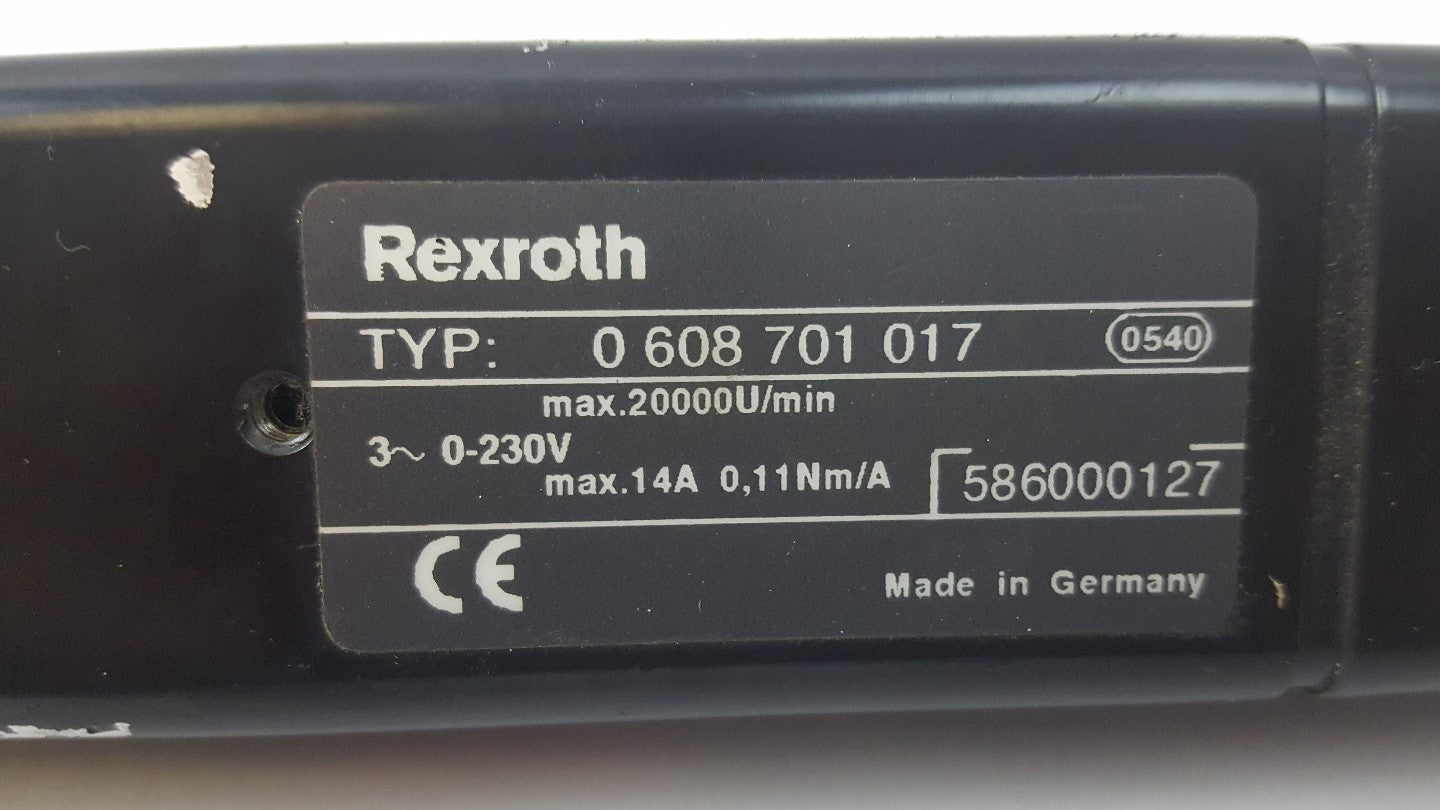 Rexroth
TYP: 0 608 701 017 0540
max.20000U/min
3~ 0-230V
max.14A 0,11Nm/A 586000127
CE Made in Germany